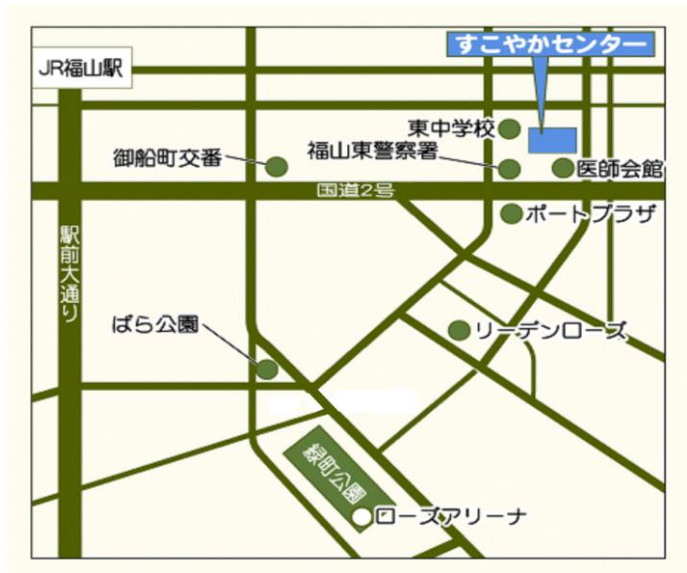 すこやかセンター
JR福山駅
東中学校
御船町交番
福山東警察署
医師会館
国道2号
ポートプラザ
駅前大通り
ばら公園
リーデンローズ
緑町公園
ローズアリーナ